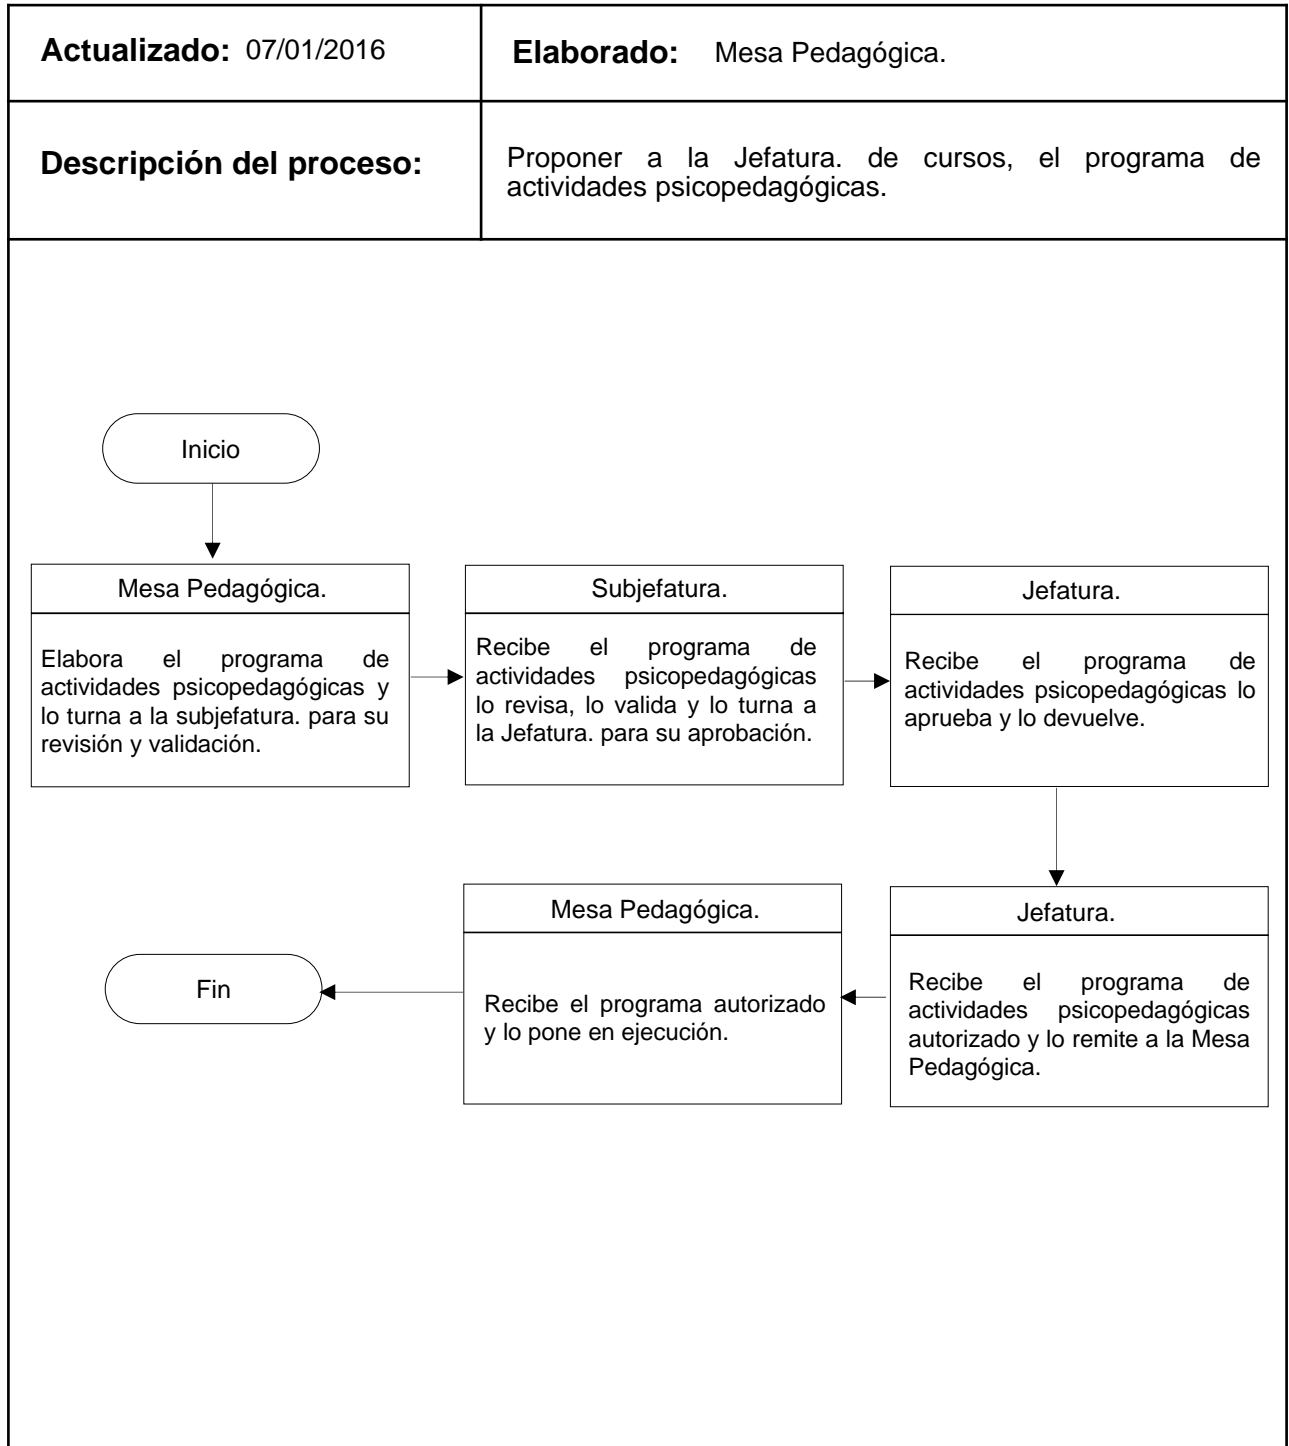 Actualizado: 07/01/2016
Elaborado: Mesa Pedagógica.
Descripción del proceso:
Proponer a la Jefatura. de cursos, el programa de
actividades psicopedagógicas.
Inicio
Mesa Pedagógica.
Elabora el programa de
actividades psicopedagógicas y
lo turna a la subjefatura. para su
revisión y validación.
Subjefatura.
Recibe el programa de
actividades psicopedagógicas
lo revisa, lo valida y lo turna a
la Jefatura. para su aprobación.
Jefatura.
Recibe el programa de
actividades psicopedagógicas lo
aprueba y lo devuelve.
Jefatura.
Recibe el programa de
actividades psicopedagógicas
autorizado y lo remite a la Mesa
Pedagógica.
Mesa Pedagógica.
Recibe el programa autorizado
y lo pone en ejecución.
Fin